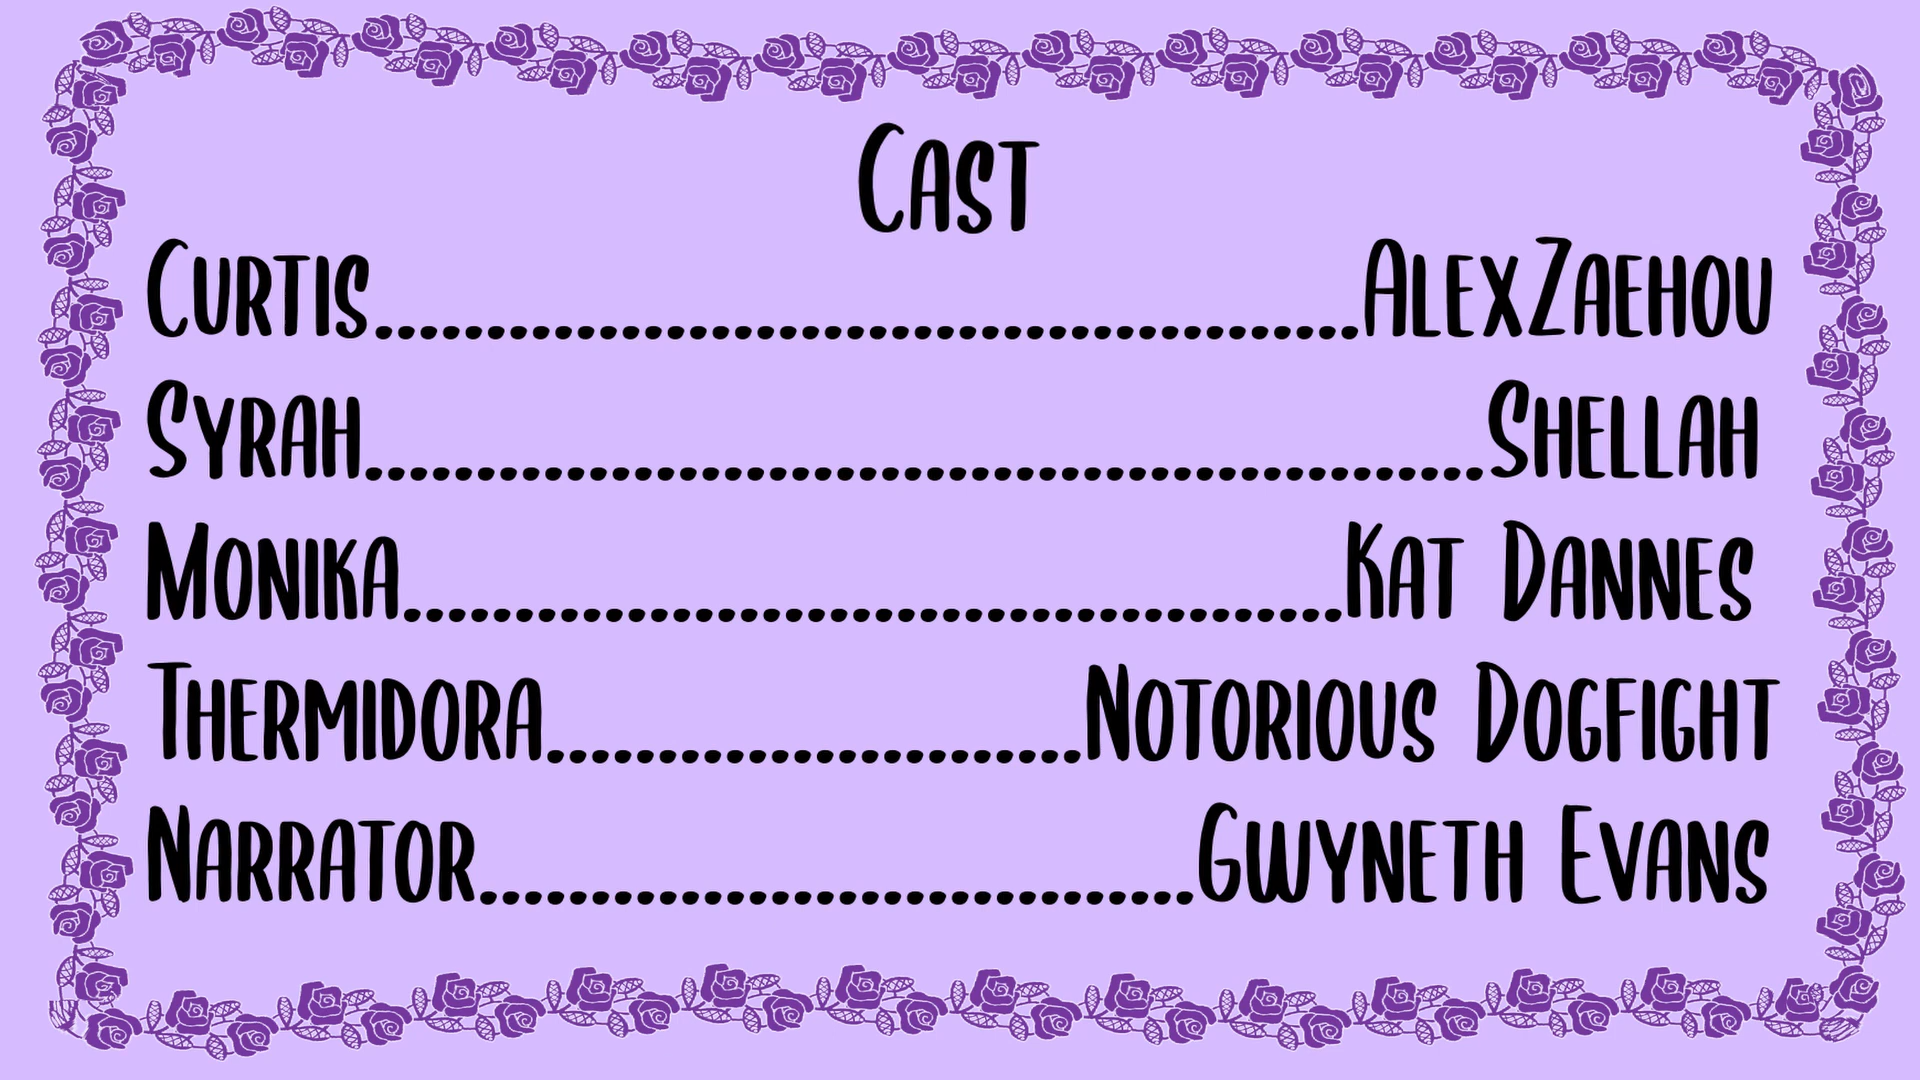 Cast
Curtis............................................AlexZaehou
Syrah..................................................Shellah
Monika..........................................Kat Dannes
Thermidora........................Notorious Dogfight
Narrator................................Gwyneth Evans